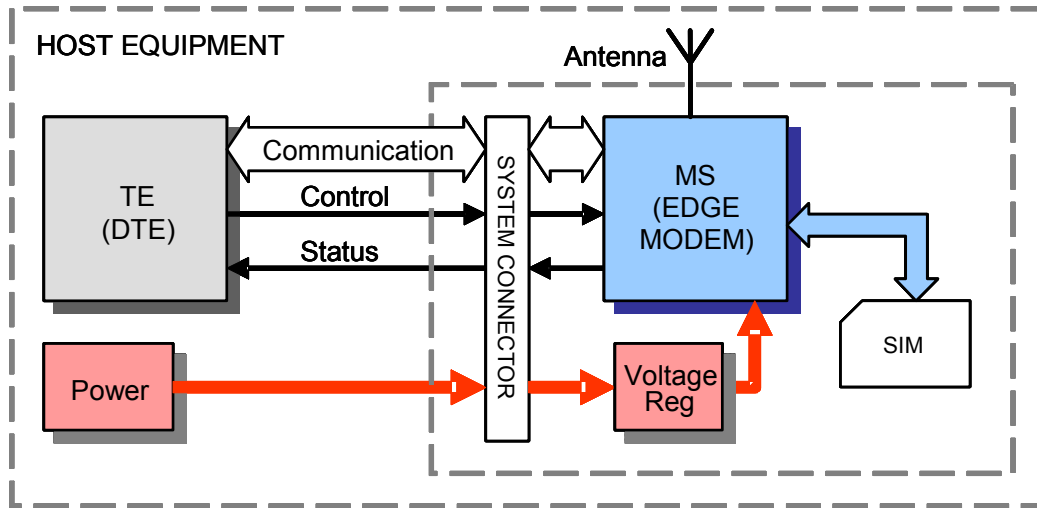 HOST EQUIPMENT
Antenna
TE
(DTE)
Communication
Control
Status
SYSTEM CONNECTOR
MS
(EDGE
MODEM)
SIM
Power
Voltage
Reg